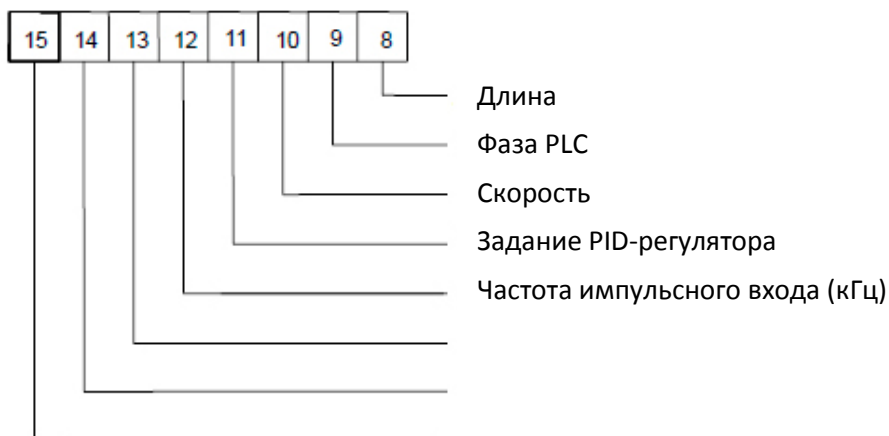 15 14 13 12 11 10 9 8
Длина
Фаза PLC
Скорость
Задание PID-регулятора
Частота импульсного входа (кГц)